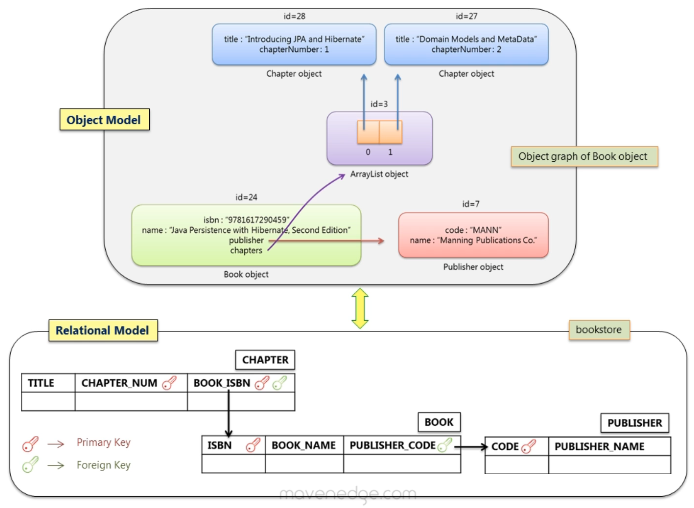 id=28
id=27
title : "Introducing JPA and Hibernate"
chapterNumber: 1
title : "Domain Models and MetaData"
chapterNumber: 2
Chapter object
Chapter object
id=3
Object Model
0 1
Object graph of Book object
ArrayList object
id=24
id=7
isbn : "9781617290459"
name : "Java Persistence with Hibernate, Second Edition"
publisher
chapters
code : "MANN"
name : "Manning Publications Co."
Book object
Publisher object
Relational Model
bookstore
CHAPTER
TITLE CHAPTER_NUM BOOK_ISBN
BOOK
PUBLISHER
ISBN BOOK_NAME PUBLISHER_CODE
CODE PUBLISHER_NAME
Primary Key
Foreign Key
movenedge.com